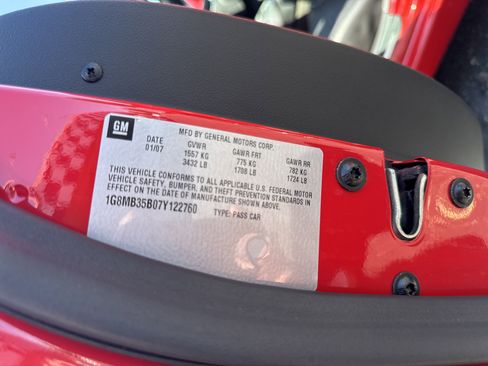 GM
MFD BY GENERAL MOTORS CORP.
DATE GVWR GAWR FRT GAWR RR
01/07 1557 KG 775 KG 782 KG
3432 LB 1708 LB 1724 LB
THIS VEHICLE CONFORMS TO ALL APPLICABLE U.S. FEDERAL MOTOR
VEHICLE SAFETY, BUMPER, AND THEFT PREVENTION STANDARDS IN
EFFECT ON THE DATE OF MANUFACTURE SHOWN ABOVE.
1G8MB35B07Y122760 TYPE: PASS CAR